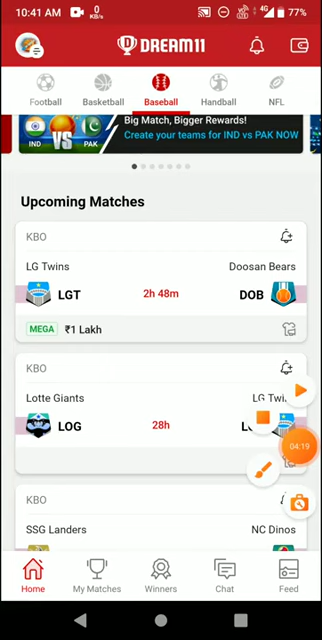 10:41 AM 0 KB/s 4G 77%
DREAM11
Football Basketball Baseball Handball NFL
Big Match, Bigger Rewards!
IND VS PAK Create your teams for IND vs PAK NOW
Upcoming Matches
KBO
LG Twins Doosan Bears
LGT 2h 48m DOB
MEGA ₹1 Lakh
KBO
Lotte Giants LG Twi
LOG 28h
04:19
KBO
SSG Landers NC Dinos
Home My Matches Winners Chat Feed